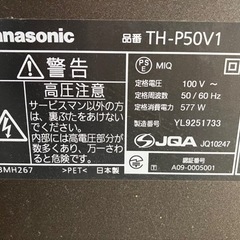 Panasonic
品番 TH-P50V1
警告
高圧注意
サービスマン以外の方は、
裏ぶたをあけないでください。
内部には高電圧部分が
数多くあり、万一さわると
危険です。
PS E MIQ
定格電圧 100 V~
定格周波数 50 / 60 Hz
定格消費電力 577 W
製造番号 YL9251733
JQA JQ10247
認証番号
A09-0005001
8MH267 >PET< 日本製